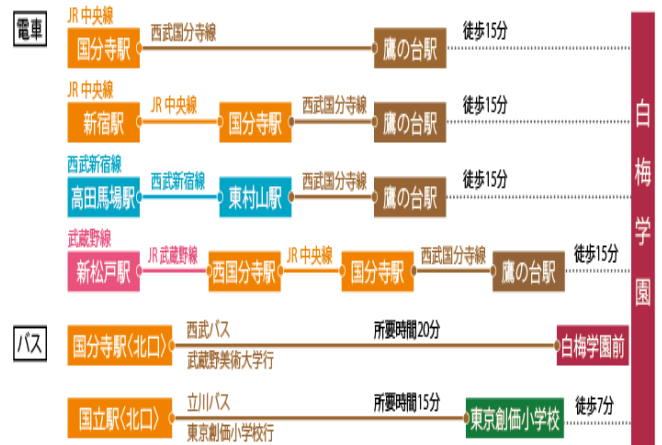 電車
JR 中央線
国分寺駅
西武国分寺線
鷹の台駅
徒歩15分
JR 中央線
新宿駅
JR 中央線
国分寺駅
西武国分寺線
鷹の台駅
徒歩15分
西武新宿線
高田馬場駅
西武新宿線
東村山駅
西武国分寺線
鷹の台駅
徒歩15分
武蔵野線
新松戸駅
JR 武蔵野線
西国分寺駅
JR 中央線
国分寺駅
西武国分寺線
鷹の台駅
徒歩15分
バス
国分寺駅〈北口〉
西武バス
武蔵野美術大学行
所要時間20分
白梅学園前
国立駅〈北口〉
立川バス
東京創価小学校行
所要時間15分
東京創価小学校
徒歩7分
白梅学園